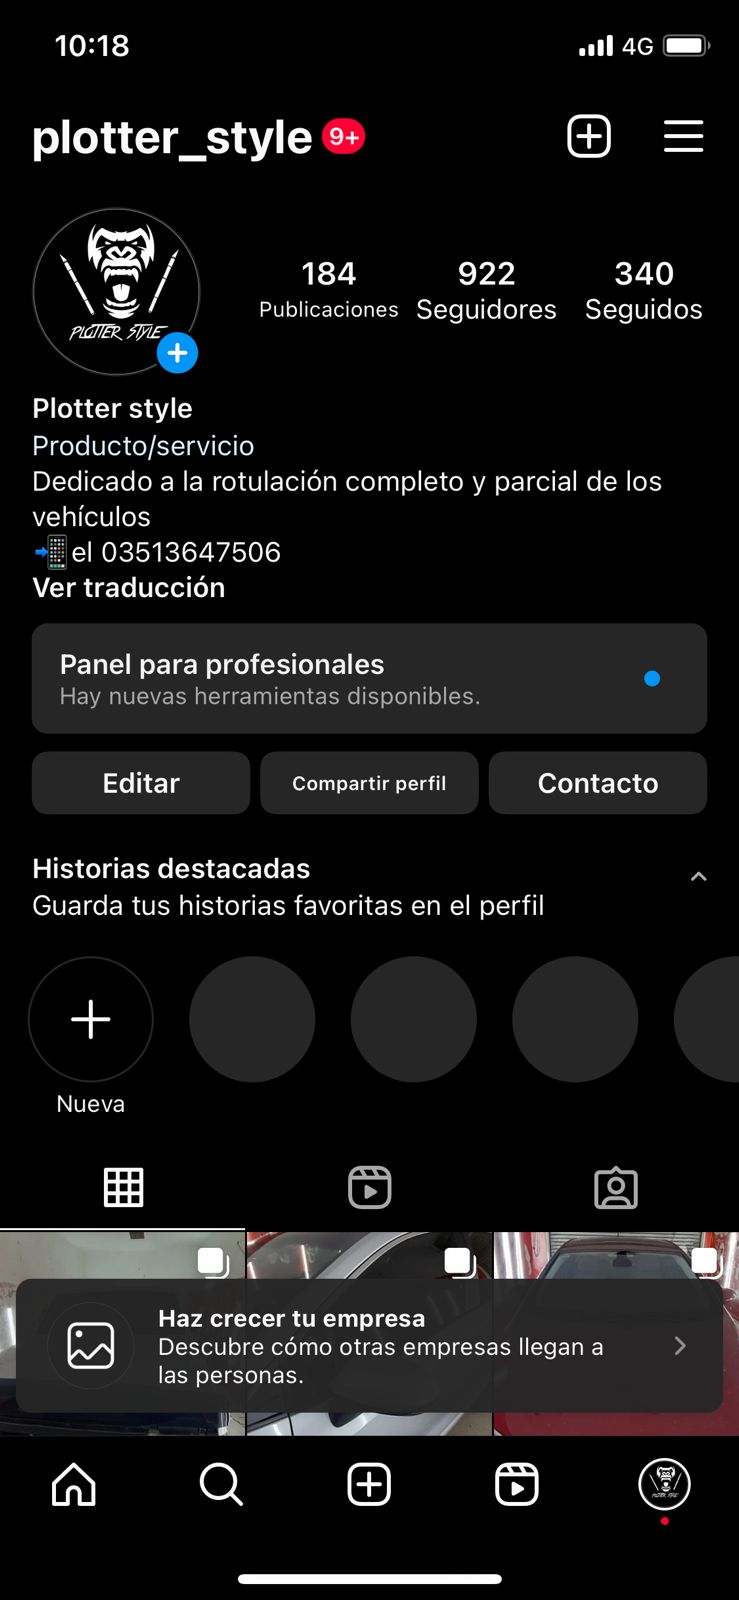 10:18
4G
plotter_style 9+
184
922
340
Publicaciones
Seguidores
Seguidos
PLOTTER STYLE
Plotter style
Producto/servicio
Dedicado a la rotulación completo y parcial de los
vehículos
📲el 03513647506
Ver traducción
Panel para profesionales
Hay nuevas herramientas disponibles.
Editar
Compartir perfil
Contacto
Historias destacadas
Guarda tus historias favoritas en el perfil
Nueva
Haz crecer tu empresa
Descubre cómo otras empresas llegan a
las personas.